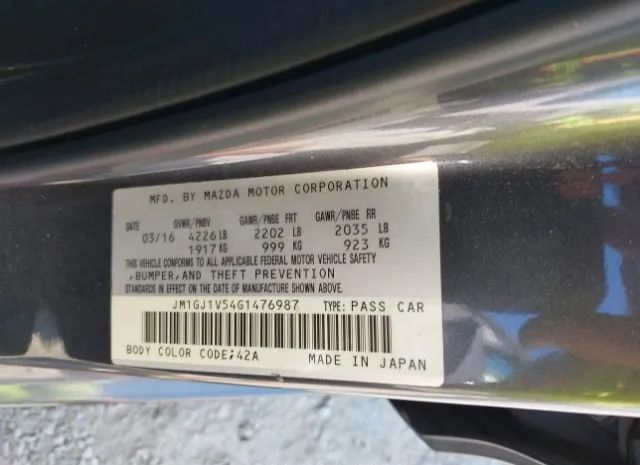 MFD. BY MAZDA MOTOR CORPORATION
DATE GVWR/PNBV GAWR/PNBE FRT GAWR/PNBE RR
03/16 4226 LB 2202 LB 2035 LB
1917 KG 999 KG 923 KG
THIS VEHICLE CONFORMS TO ALL APPLICABLE FEDERAL MOTOR VEHICLE SAFETY
,BUMPER,AND THEFT PREVENTION
STANDARDS IN EFFECT ON THE DATE OF MANUFACTURE SHOWN ABOVE.
JM1GJ1V54G1476987 TYPE: PASS CAR
BODY COLOR CODE;42A MADE IN JAPAN